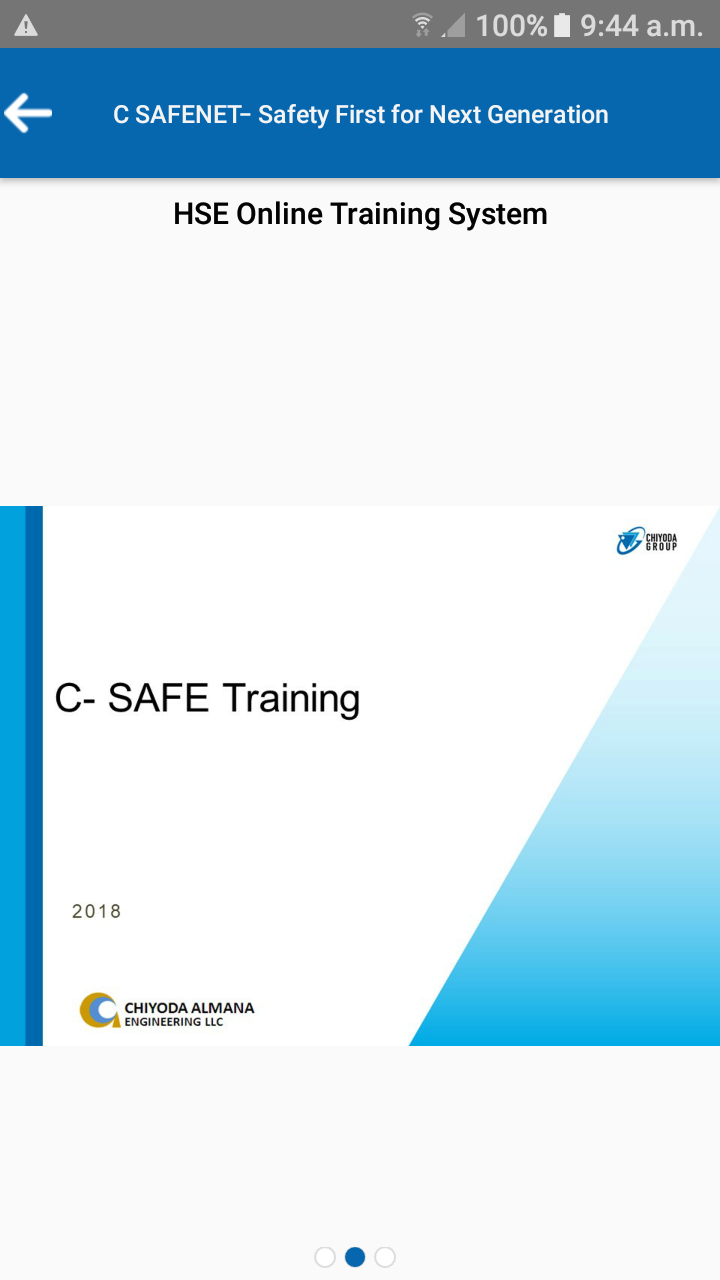 100% 9:44 a.m.
C SAFENET– Safety First for Next Generation
HSE Online Training System
CHIYODA
GROUP
C- SAFE Training
2018
CHIYODA ALMANA
ENGINEERING LLC